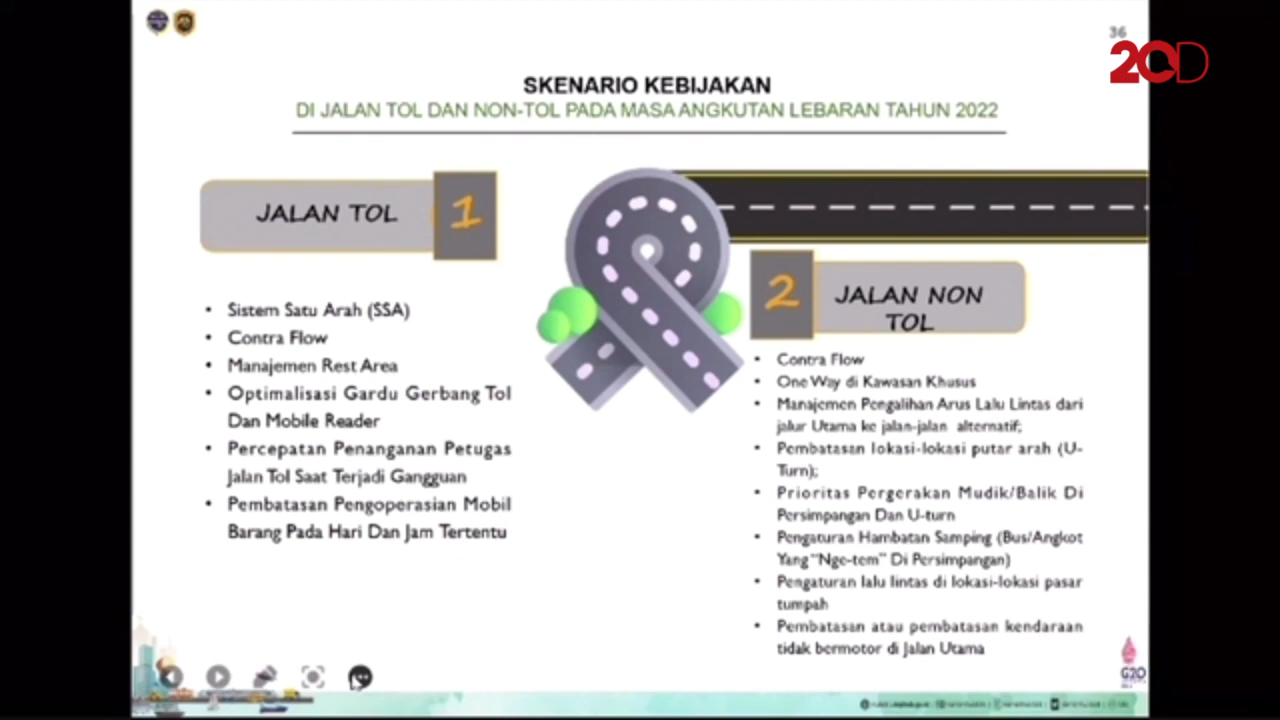 36
20D
SKENARIO KEBIJAKAN
DI JALAN TOL DAN NON-TOL PADA MASA ANGKUTAN LEBARAN TAHUN 2022
JALAN TOL
1
• Sistem Satu Arah (SSA)
• Contra Flow
• Manajemen Rest Area
• Optimalisasi Gardu Gerbang Tol
Dan Mobile Reader
• Percepatan Penanganan Petugas
Jalan Tol Saat Terjadi Gangguan
• Pembatasan Pengoperasian Mobil
Barang Pada Hari Dan Jam Tertentu
2
JALAN NON
TOL
• Contra Flow
• One Way di Kawasan Khusus
• Manajemen Pengalihan Arus Lalu Lintas dari
jalur Utama ke jalan-jalan alternatif;
• Pembatasan lokasi-lokasi putar arah (U-
Turn);
• Prioritas Pergerakan Mudik/Balik Di
Persimpangan Dan U-turn
• Pengaturan Hambatan Samping (Bus/Angkot
Yang "Nge-tem" Di Persimpangan)
• Pengaturan lalu lintas di lokasi-lokasi pasar
tumpah
• Pembatasan atau pembatasan kendaraan
tidak bermotor di Jalan Utama
G20